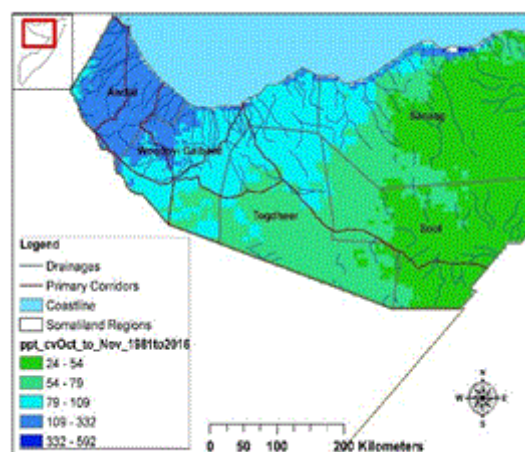 Awdal
Sanaag
Woqooyi Galbeed
Togdheer
Sool
Legend
Drainages
Primary Corridors
Coastline
Somaliland Regions
ppt_cvOct_to_Nov_1981to2016
24 - 54
54 - 79
79 - 109
109 - 332
332 - 592
N
W E
S
0 50 100 200 Kilometers